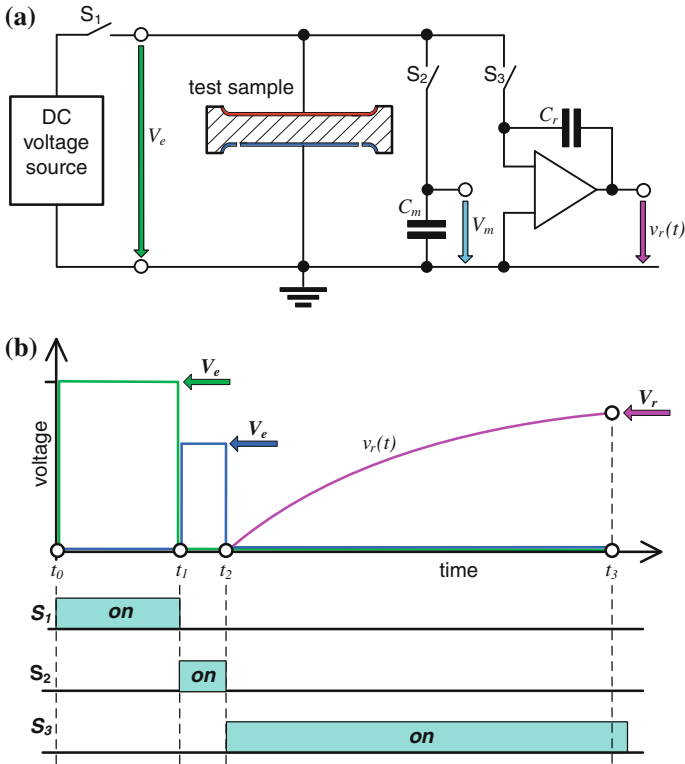 (a)
S1
DC
voltage
source
Ve
test sample
S2
S3
Cm
Vm
Cr
vr(t)
(b)
voltage
Ve
Ve
vr(t)
Vr
t0
t1
t2
time
t3
S1
on
S2
on
S3
on